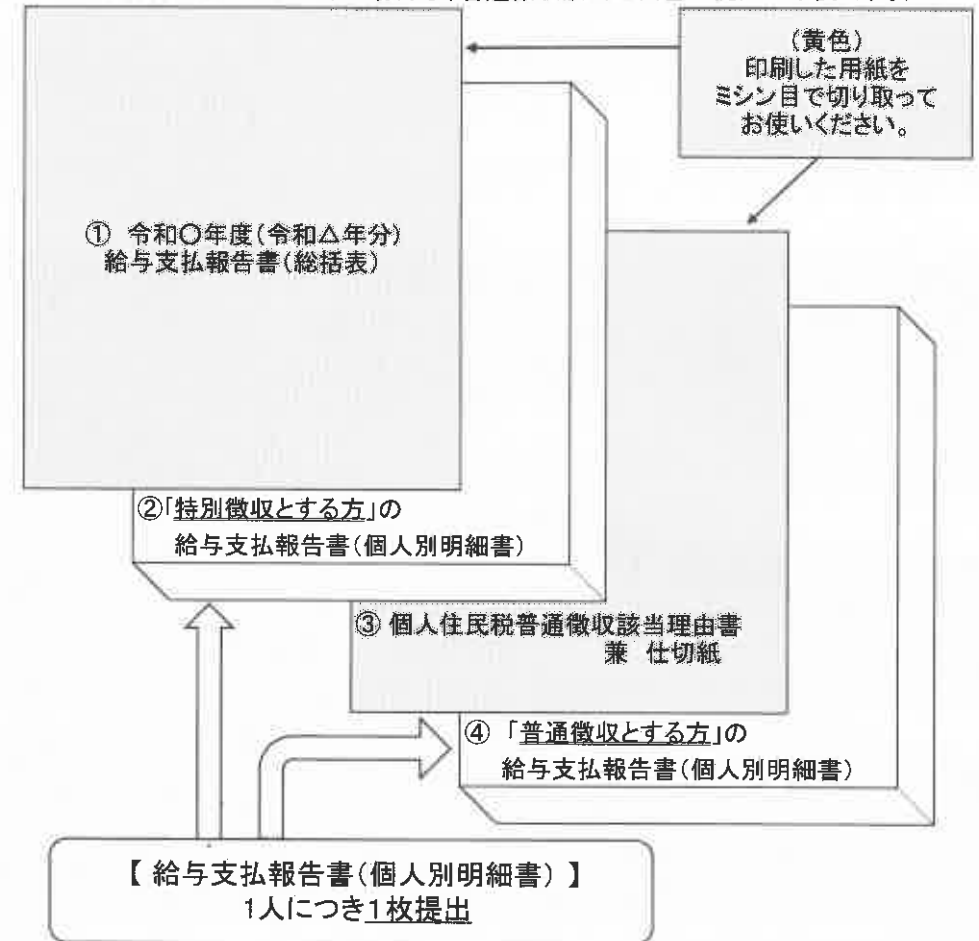 (黄色)
印刷した用紙を
ミシン目で切り取って
お使いください。
① 令和〇年度(令和△年分)
給与支払報告書(総括表)
②「特別徴収とする方」の
給与支払報告書(個人別明細書)
③ 個人住民税普通徴収該当理由書
兼 仕切紙
④ 「普通徴収とする方」の
給与支払報告書(個人別明細書)
【 給与支払報告書(個人別明細書) 】
1人につき1枚提出